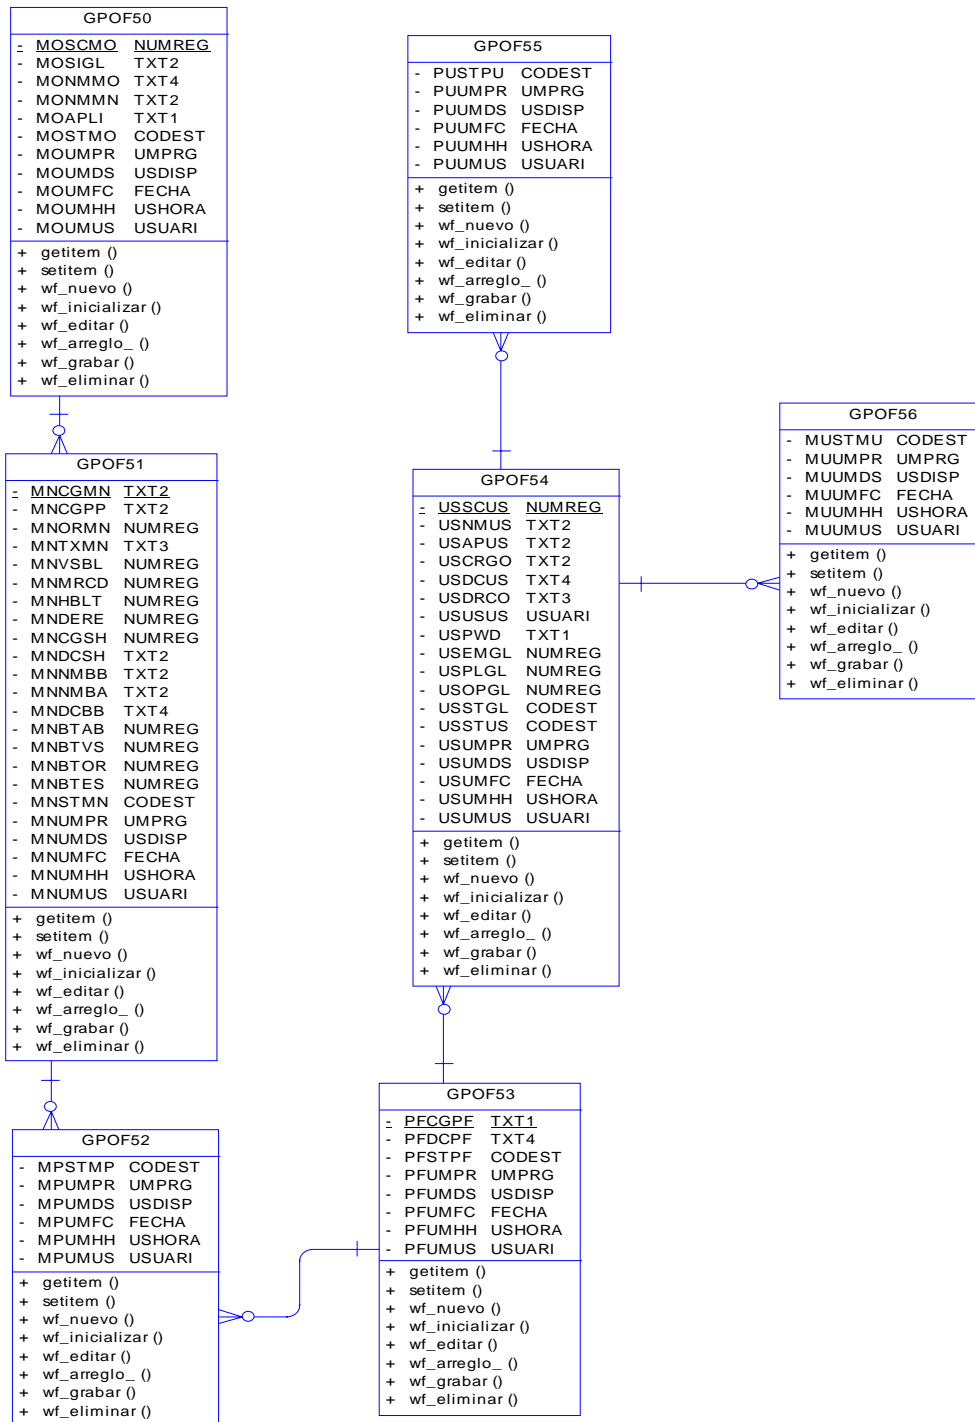 GPOF50
- MOSCMO NUMREG
- MOSIGL TXT2
- MONMMO TXT4
- MONMMN TXT2
- MOAPLI TXT1
- MOSTMO CODEST
- MOUMPR UMPRG
- MOUMDS USDISP
- MOUMFC FECHA
- MOUMHH USHORA
- MOUMUS USUARI
+ getitem ()
+ setitem ()
+ wf_nuevo ()
+ wf_inicializar ()
+ wf_editar ()
+ wf_arreglo_ ()
+ wf_grabar ()
+ wf_eliminar ()
GPOF55
- PUSTPU CODEST
- PUUMPR UMPRG
- PUUMDS USDISP
- PUUMFC FECHA
- PUUMHH USHORA
- PUUMUS USUARI
+ getitem ()
+ setitem ()
+ wf_nuevo ()
+ wf_inicializar ()
+ wf_editar ()
+ wf_arreglo_ ()
+ wf_grabar ()
+ wf_eliminar ()
GPOF56
- MUSTMU CODEST
- MUUMPR UMPRG
- MUUMDS USDISP
- MUUMFC FECHA
- MUUMHH USHORA
- MUUMUS USUARI
+ getitem ()
+ setitem ()
+ wf_nuevo ()
+ wf_inicializar ()
+ wf_editar ()
+ wf_arreglo_ ()
+ wf_grabar ()
+ wf_eliminar ()
GPOF51
- MNCGMN TXT2
- MNCGPP TXT2
- MNORMN NUMREG
- MNTXMN TXT3
- MNVSBL NUMREG
- MNMRCD NUMREG
- MNHBLT NUMREG
- MNDERE NUMREG
- MNCGSH NUMREG
- MNDCSH TXT2
- MNNMBB TXT2
- MNNMBA TXT2
- MNDCBB TXT4
- MNBTAB NUMREG
- MNBTVS NUMREG
- MNBTOR NUMREG
- MNBTES NUMREG
- MNSTMN CODEST
- MNUMPR UMPRG
- MNUMDS USDISP
- MNUMFC FECHA
- MNUMHH USHORA
- MNUMUS USUARI
+ getitem ()
+ setitem ()
+ wf_nuevo ()
+ wf_inicializar ()
+ wf_editar ()
+ wf_arreglo_ ()
+ wf_grabar ()
+ wf_eliminar ()
GPOF54
- USSCUS NUMREG
- USNMUS TXT2
- USAPUS TXT2
- USCRGO TXT2
- USDCUS TXT4
- USDRCO TXT3
- USUSUS USUARI
- USPWD TXT1
- USEMGL NUMREG
- USPLGL NUMREG
- USOPGL NUMREG
- USSTGL CODEST
- USSTUS CODEST
- USUMPR UMPRG
- USUMDS USDISP
- USUMFC FECHA
- USUMHH USHORA
- USUMUS USUARI
+ getitem ()
+ setitem ()
+ wf_nuevo ()
+ wf_inicializar ()
+ wf_editar ()
+ wf_arreglo_ ()
+ wf_grabar ()
+ wf_eliminar ()
GPOF52
- MPSTMP CODEST
- MPUMPR UMPRG
- MPUMDS USDISP
- MPUMFC FECHA
- MPUMHH USHORA
- MPUMUS USUARI
+ getitem ()
+ setitem ()
+ wf_nuevo ()
+ wf_inicializar ()
+ wf_editar ()
+ wf_arreglo_ ()
+ wf_grabar ()
+ wf_eliminar ()
GPOF53
- PFCGPF TXT1
- PFDCPF TXT4
- PFSTPF CODEST
- PFUMPR UMPRG
- PFUMDS USDISP
- PFUMFC FECHA
- PFUMHH USHORA
- PFUMUS USUARI
+ getitem ()
+ setitem ()
+ wf_nuevo ()
+ wf_inicializar ()
+ wf_editar ()
+ wf_arreglo_ ()
+ wf_grabar ()
+ wf_eliminar ()